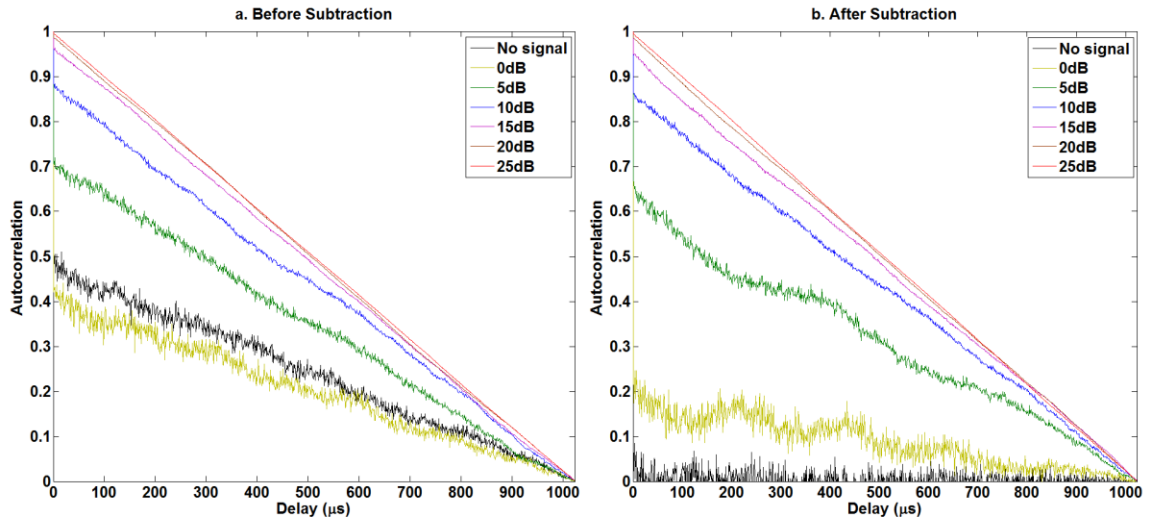 a. Before Subtraction
1
0.9
0.8
0.7
0.6
0.5
0.4
0.3
0.2
0.1
0
Autocorrelation
0 100 200 300 400 500 600 700 800 900 1000
Delay (μs)
No signal
0dB
5dB
10dB
15dB
20dB
25dB
b. After Subtraction
1
0.9
0.8
0.7
0.6
0.5
0.4
0.3
0.2
0.1
0
Autocorrelation
0 100 200 300 400 500 600 700 800 900 1000
Delay (μs)
No signal
0dB
5dB
10dB
15dB
20dB
25dB